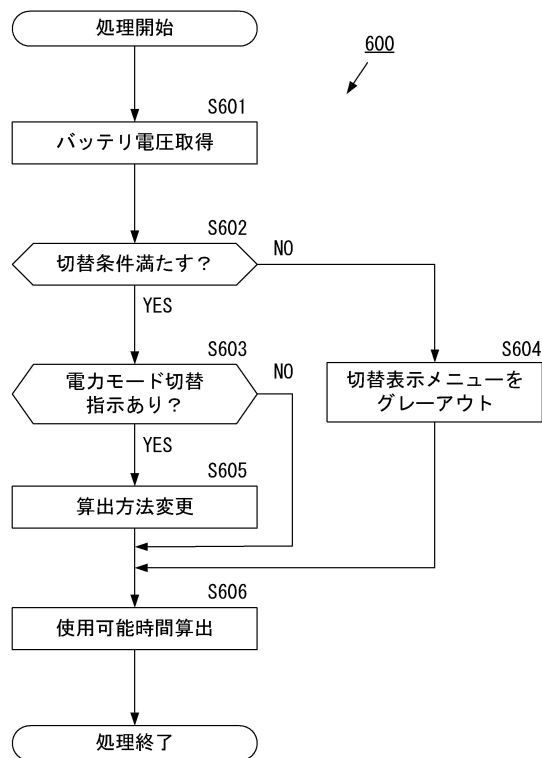 処理開始
600
S601
バッテリ電圧取得
S602
切替条件満たす？
NO
YES
S603
電力モード切替
指示あり？
NO
YES
S604
切替表示メニューを
グレーアウト
S605
算出方法変更
S606
使用可能時間算出
処理終了